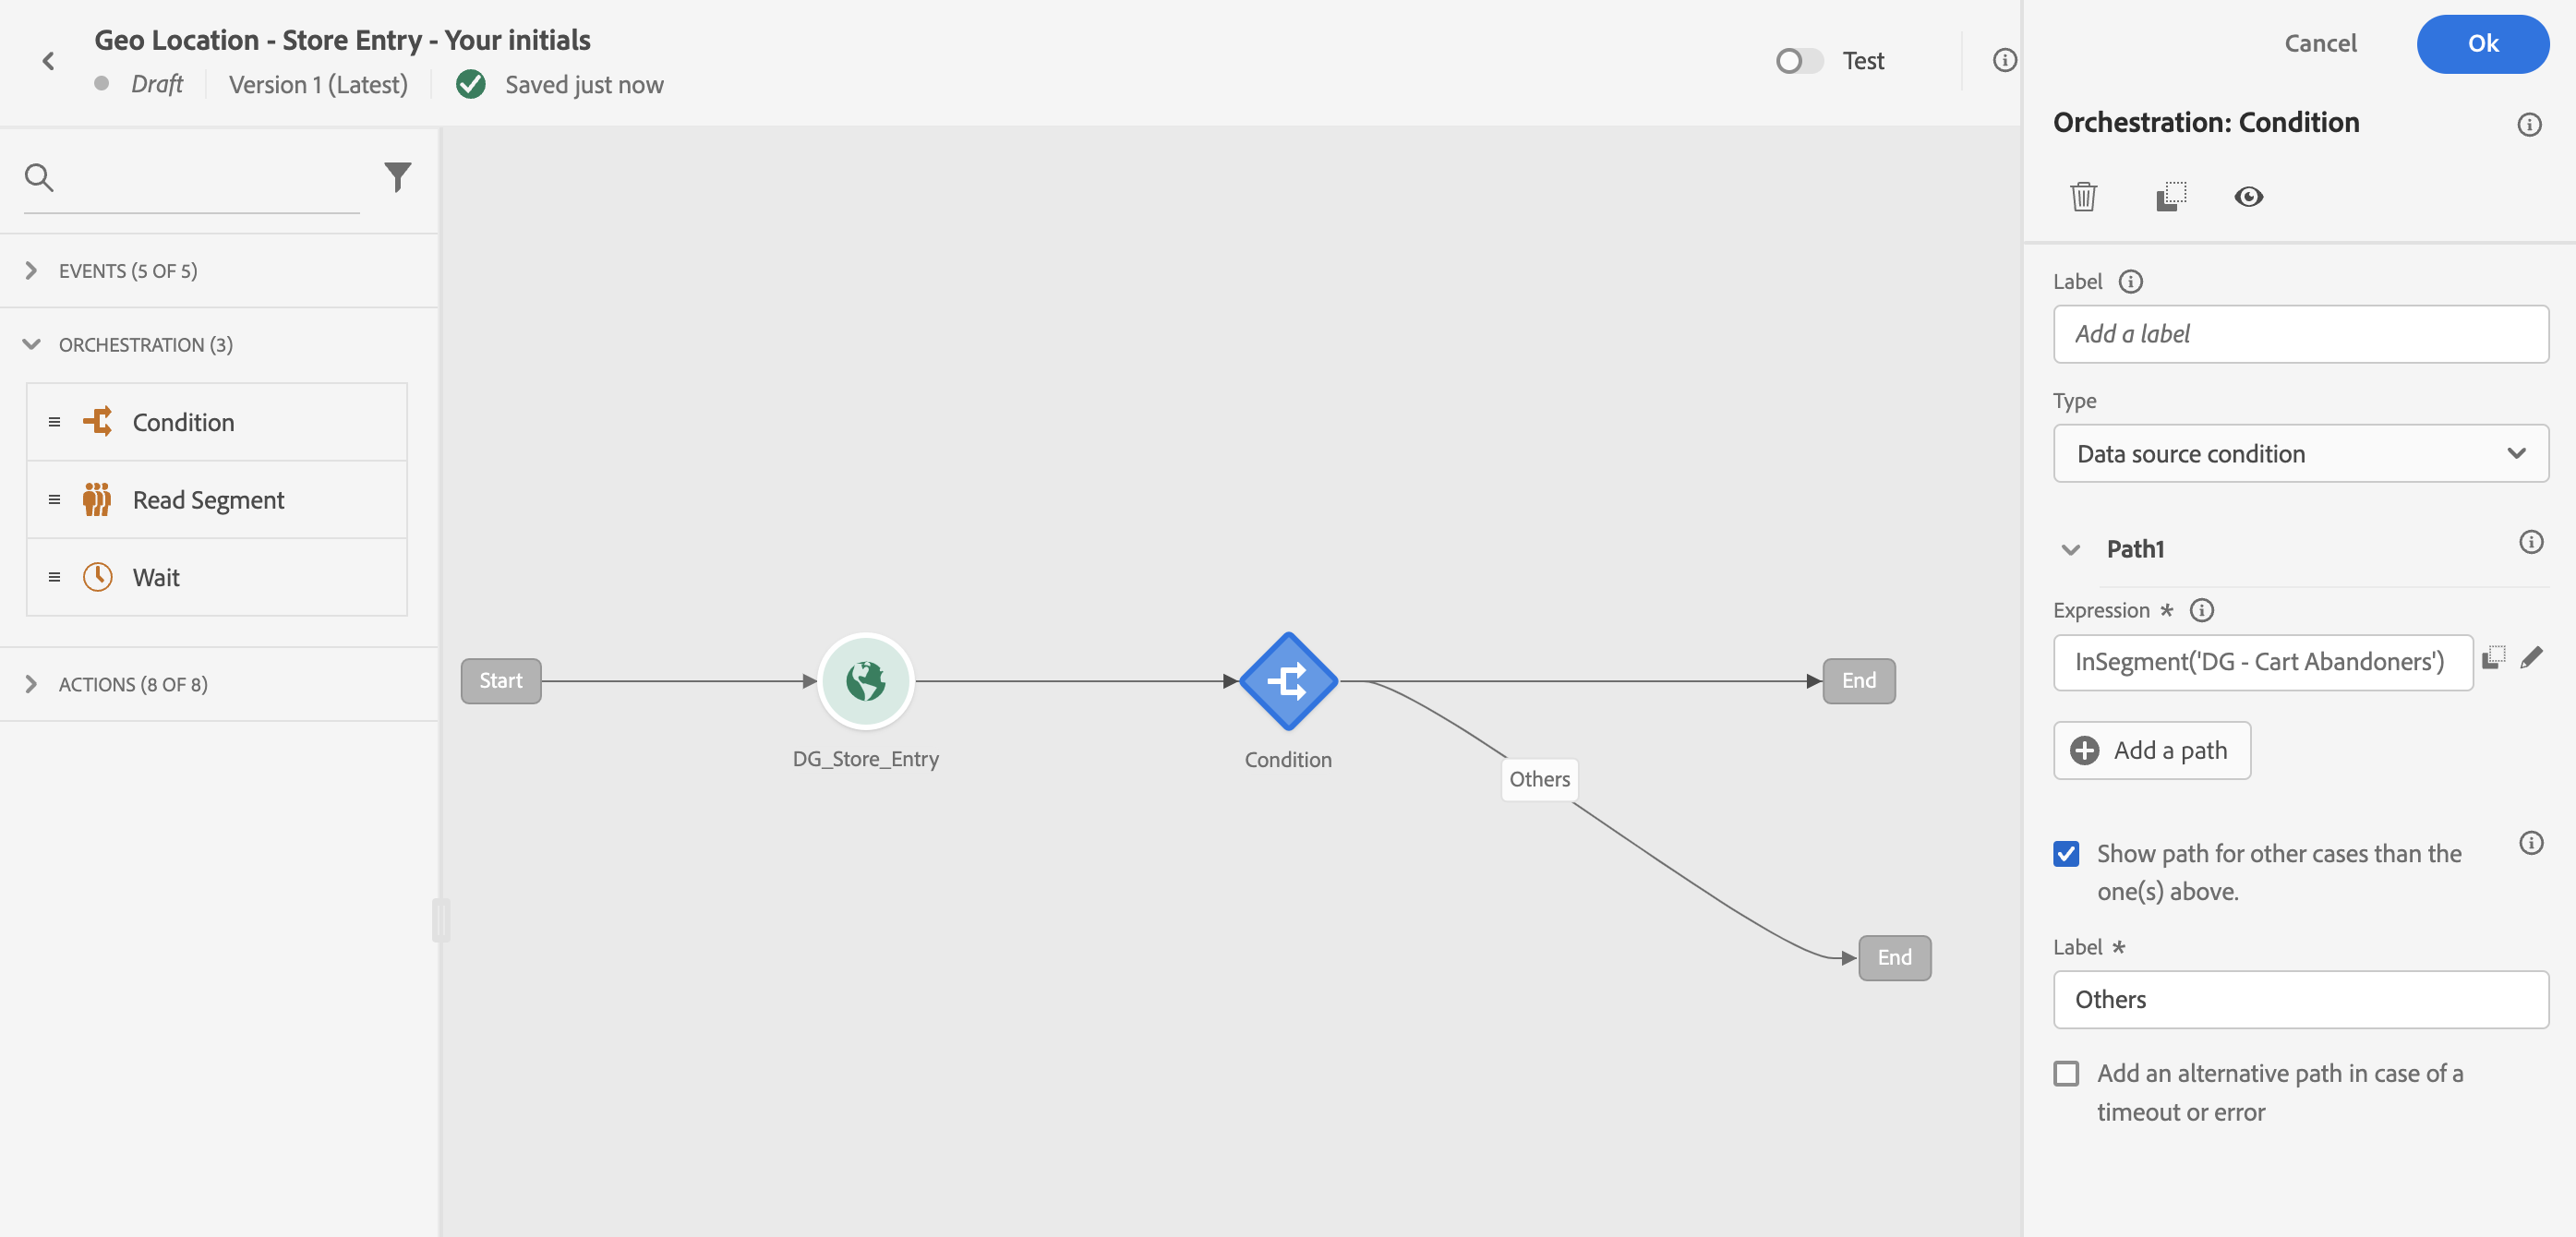 Geo Location - Store Entry - Your initials
Draft
Version 1 (Latest)
Saved just now
Test
Cancel
Ok
EVENTS (5 OF 5)
ORCHESTRATION (3)
Condition
Read Segment
Wait
ACTIONS (8 OF 8)
Start
DG_Store_Entry
Condition
Others
End
End
Orchestration: Condition
Label
Add a label
Type
Data source condition
Path1
Expression *
InSegment('DG - Cart Abandoners')
Add a path
Show path for other cases than the
one(s) above.
Label *
Others
Add an alternative path in case of a
timeout or error